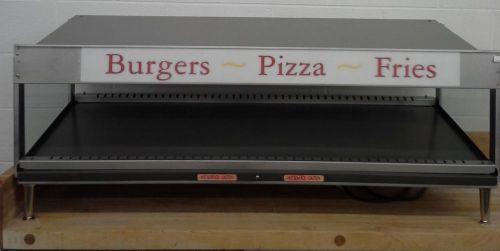 Burgers ~ Pizza ~ Fries